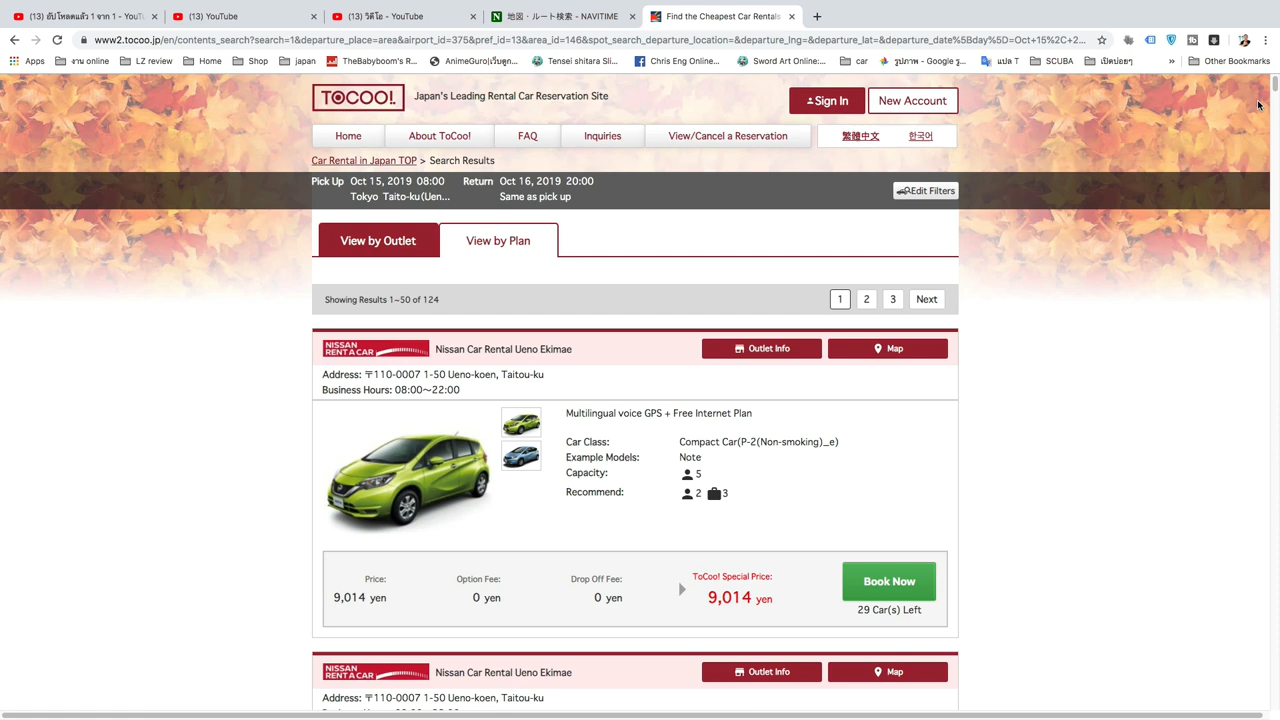 (13) อัปโหลดแล้ว 1 จาก 1 - YouTu
(13) YouTube
(13) วิดีโอ - YouTube
地図・ルート検索 - NAVITIME
Find the Cheapest Car Rentals
www2.tocoo.jp/en/contents_search?search=1&departure_place=area&airport_id=375&pref_id=13&area_id=146&spot_search_departure_location=&departure_lng=&departure_lat=&departure_date%5Bday%5D=Oct+15%2C+2...
Apps งาน online LZ review Home Shop japan TheBabyboom's R... AnimeGuro|เว็บดูก... Tensei shitara Sli... Chris Eng Online... Sword Art Online:... car รูปภาพ - Google รู... แปล T SCUBA เปิดบ่อยๆ » Other Bookmarks
TOCOO! Japan's Leading Rental Car Reservation Site
Sign In New Account
Home About ToCoo! FAQ Inquiries View/Cancel a Reservation 繁體中文 한국어
Car Rental in Japan TOP > Search Results
Pick Up Oct 15, 2019 08:00 Return Oct 16, 2019 20:00
Tokyo Taito-ku(Uen... Same as pick up
Edit Filters
View by Outlet View by Plan
Showing Results 1~50 of 124 1 2 3 Next
NISSAN RENT A CAR Nissan Car Rental Ueno Ekimae Outlet Info Map
Address: 〒110-0007 1-50 Ueno-koen, Taitou-ku
Business Hours: 08:00～22:00
Multilingual voice GPS + Free Internet Plan
Car Class: Compact Car(P-2(Non-smoking)_e)
Example Models: Note
Capacity: 5
Recommend: 2 3
Price: Option Fee: Drop Off Fee: ToCoo! Special Price:
9,014 yen 0 yen 0 yen 9,014 yen
Book Now
29 Car(s) Left
NISSAN RENT A CAR Nissan Car Rental Ueno Ekimae Outlet Info Map
Address: 〒110-0007 1-50 Ueno-koen, Taitou-ku